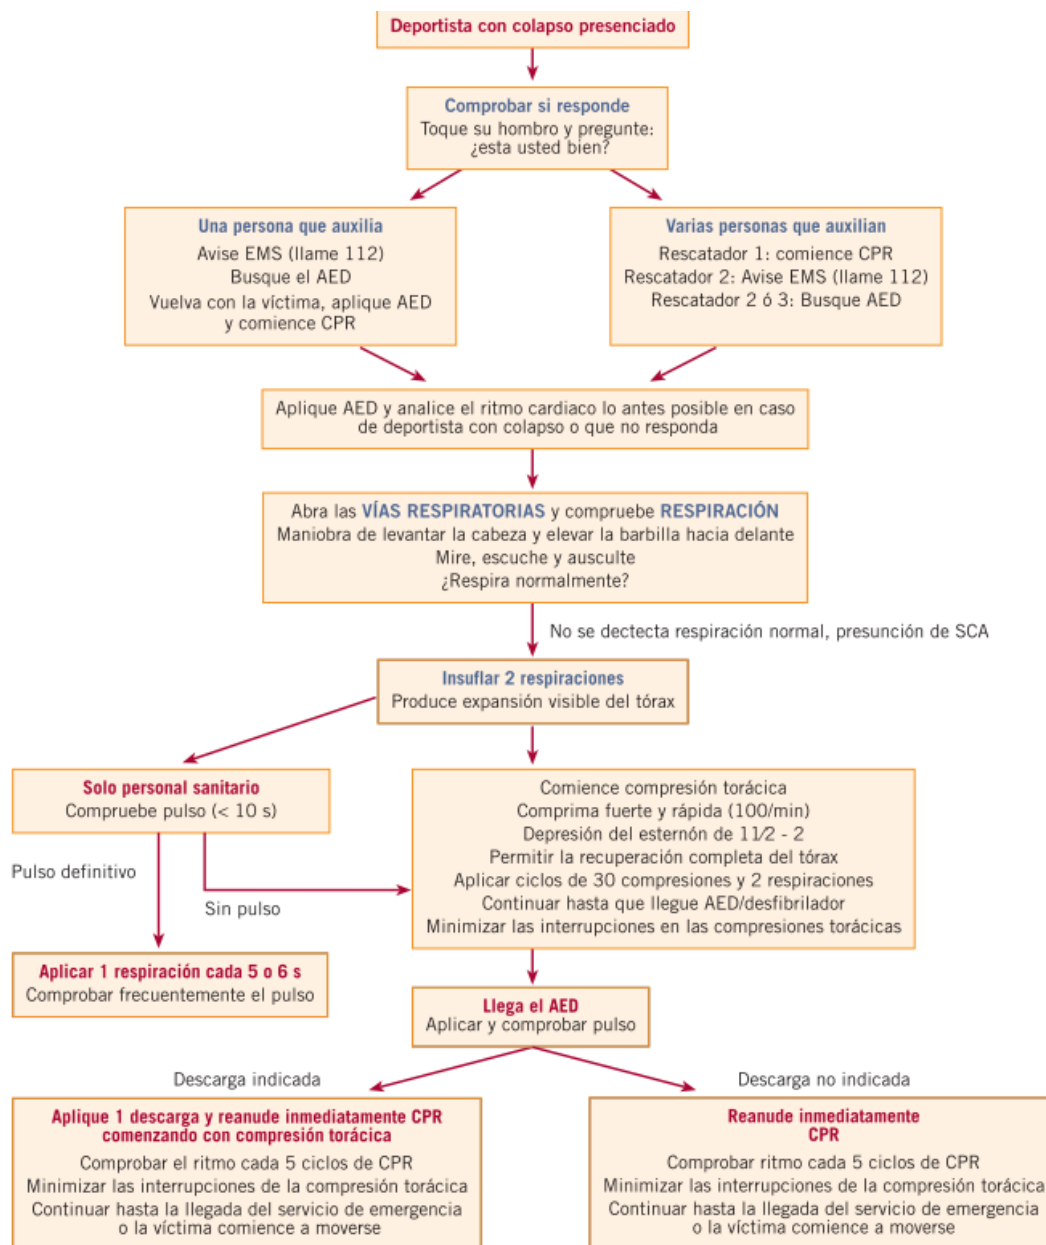 Deportista con colapso presenciado
Comprobar si responde
Toque su hombro y pregunte:
¿esta usted bien?
Una persona que auxilia
Avise EMS (llame 112)
Busque el AED
Vuelva con la víctima, aplique AED
y comience CPR
Varias personas que auxilian
Rescatador 1: comience CPR
Rescatador 2: Avise EMS (llame 112)
Rescatador 2 ó 3: Busque AED
Aplique AED y analice el ritmo cardiaco lo antes posible en caso
de deportista con colapso o que no responda
Abra las VÍAS RESPIRATORIAS y compruebe RESPIRACIÓN
Maniobra de levantar la cabeza y elevar la barbilla hacia delante
Mire, escuche y ausculte
¿Respira normalmente?
No se dectecta respiración normal, presunción de SCA
Insuflar 2 respiraciones
Produce expansión visible del tórax
Solo personal sanitario
Compruebe pulso (< 10 s)
Comience compresión torácica
Comprima fuerte y rápida (100/min)
Depresión del esternón de 11/2 - 2
Permitir la recuperación completa del tórax
Aplicar ciclos de 30 compresiones y 2 respiraciones
Continuar hasta que llegue AED/desfibrilador
Minimizar las interrupciones en las compresiones torácicas
Pulso definitivo
Sin pulso
Aplicar 1 respiración cada 5 o 6 s
Comprobar frecuentemente el pulso
Llega el AED
Aplicar y comprobar pulso
Descarga indicada
Descarga no indicada
Aplique 1 descarga y reanude inmediatamente CPR
comenzando con compresión torácica
Comprobar el ritmo cada 5 ciclos de CPR
Minimizar las interrupciones de la compresión torácica
Continuar hasta la llegada del servicio de emergencia
o la víctima comience a moverse
Reanude inmediatamente
CPR
Comprobar ritmo cada 5 ciclos de CPR
Minimizar las interrupciones de la compresión torácica
Continuar hasta la llegada del servicio de emergencia
o la víctima comience a moverse